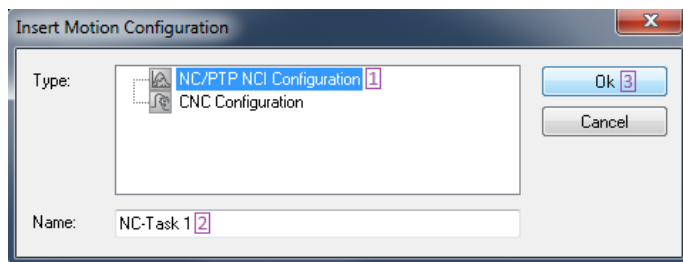 Insert Motion Configuration
x
Type:
NC/PTP NCI Configuration 1
CNC Configuration
Ok 3
Cancel
Name:
NC-Task 1 2